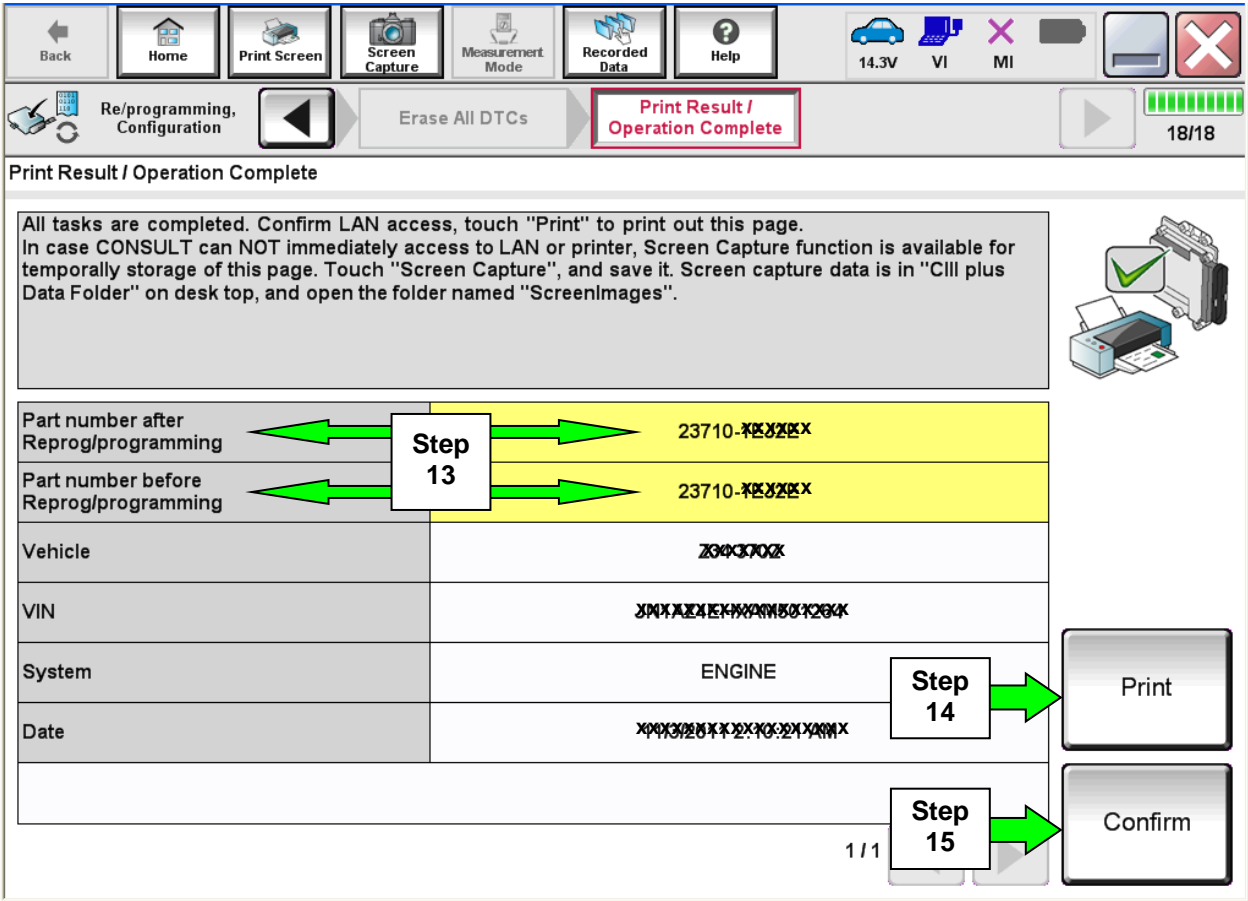 Back
Home
Print Screen
Screen
Capture
Measurement
Mode
Recorded
Data
Help
14.3V
VI
MI
Re/programming,
Configuration
Erase All DTCs
Print Result /
Operation Complete
18/18
Print Result / Operation Complete
All tasks are completed. Confirm LAN access, touch "Print" to print out this page.
In case CONSULT can NOT immediately access to LAN or printer, Screen Capture function is available for
temporally storage of this page. Touch "Screen Capture", and save it. Screen capture data is in "CIII plus
Data Folder" on desk top, and open the folder named "ScreenImages".
Part number after
Reprog/programming
Step
13
23710-
Part number before
Reprog/programming
23710-
Vehicle
VIN
System
ENGINE
Step
14
Print
Date
Step
15
Confirm
1/1